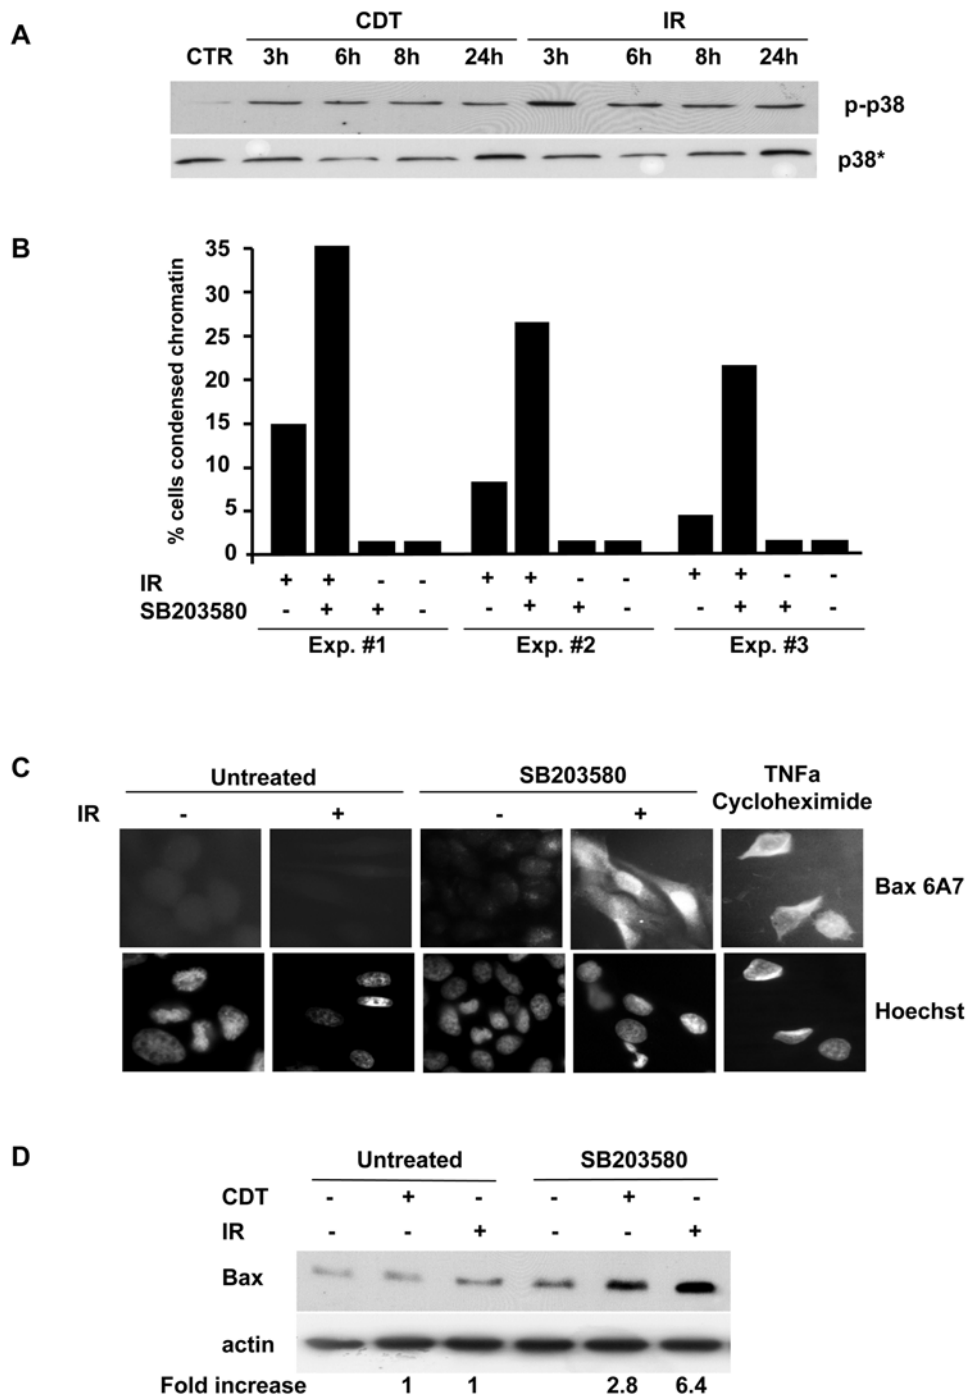 A
CDT IR
CTR 3h 6h 8h 24h 3h 6h 8h 24h
p-p38
p38*
B
% cells condensed chromatin
35
30
25
20
15
10
5
0
IR + + - - + + - - + + - -
SB203580 - + + - - + + - - + + -
Exp. #1 Exp. #2 Exp. #3
C
Untreated SB203580 TNFa
Cycloheximide
IR - + - +
Bax 6A7
Hoechst
D
Untreated SB203580
CDT - + - - + -
IR - - + - - +
Bax
actin
Fold increase 1 1 2.8 6.4